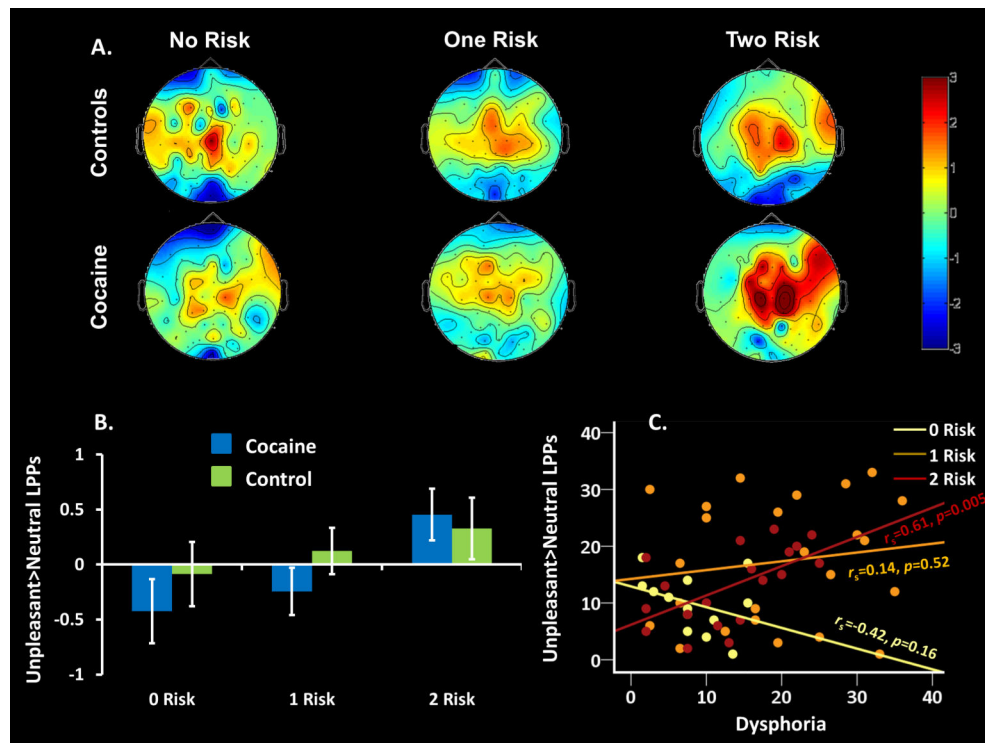 A.
No Risk
One Risk
Two Risk
Controls
Cocaine
3
2
1
0
-1
-2
-3
B.
Unpleasant>Neutral LPPs
1
0.5
0
-0.5
-1
Cocaine
Control
0 Risk
1 Risk
2 Risk
C.
Unpleasant>Neutral LPPs
40
30
20
10
0
0 Risk
1 Risk
2 Risk
rs=0.61, p=0.005
rs=0.14, p=0.52
rs=-0.42, p=0.16
0
10
20
30
40
Dysphoria